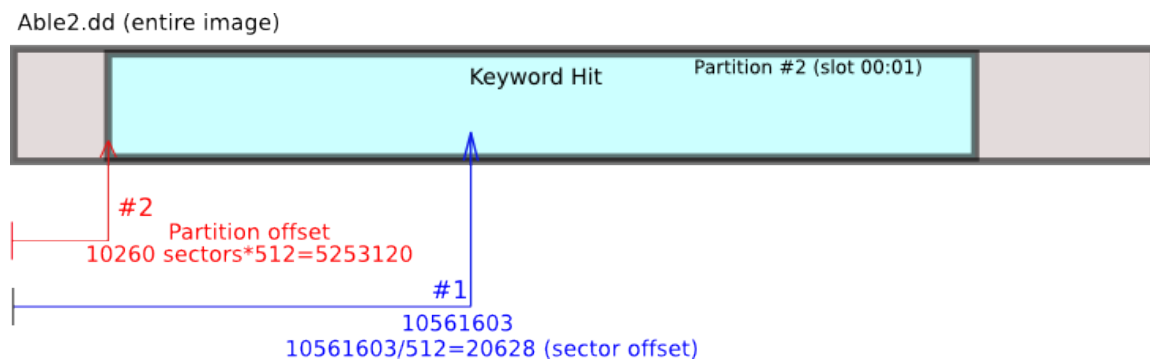 Able2.dd (entire image)
Partition #2 (slot 00:01)
Keyword Hit
#2
Partition offset
10260 sectors*512=5253120
#1
10561603
10561603/512=20628 (sector offset)